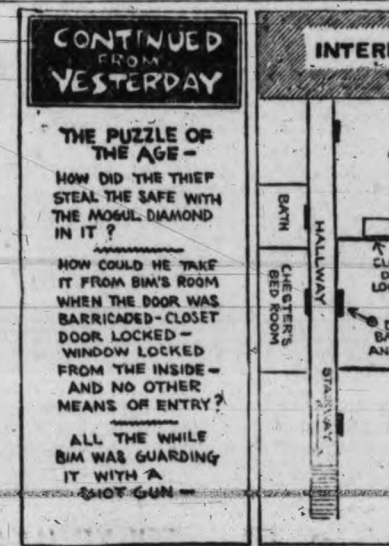 CONTINUED
FROM
YESTERDAY
THE PUZZLE OF
THE AGE—
HOW DID THE THIEF
STEAL THE SAFE WITH
THE MOGUL DIAMOND
IN IT?
HOW COULD HE TAKE
IT FROM BIM'S ROOM
WHEN THE DOOR WAS
BARRICADED-CLOSET
DOOR LOCKED—
WINDOW LOCKED
FROM THE INSIDE—
AND NO OTHER
MEANS OF ENTRY?
ALL THE WHILE
BIM WAS GUARDING
IT WITH A
SHOT GUN—
BATH
CHESTER'S
BED ROOM
HALLWAY
STAIRWAY